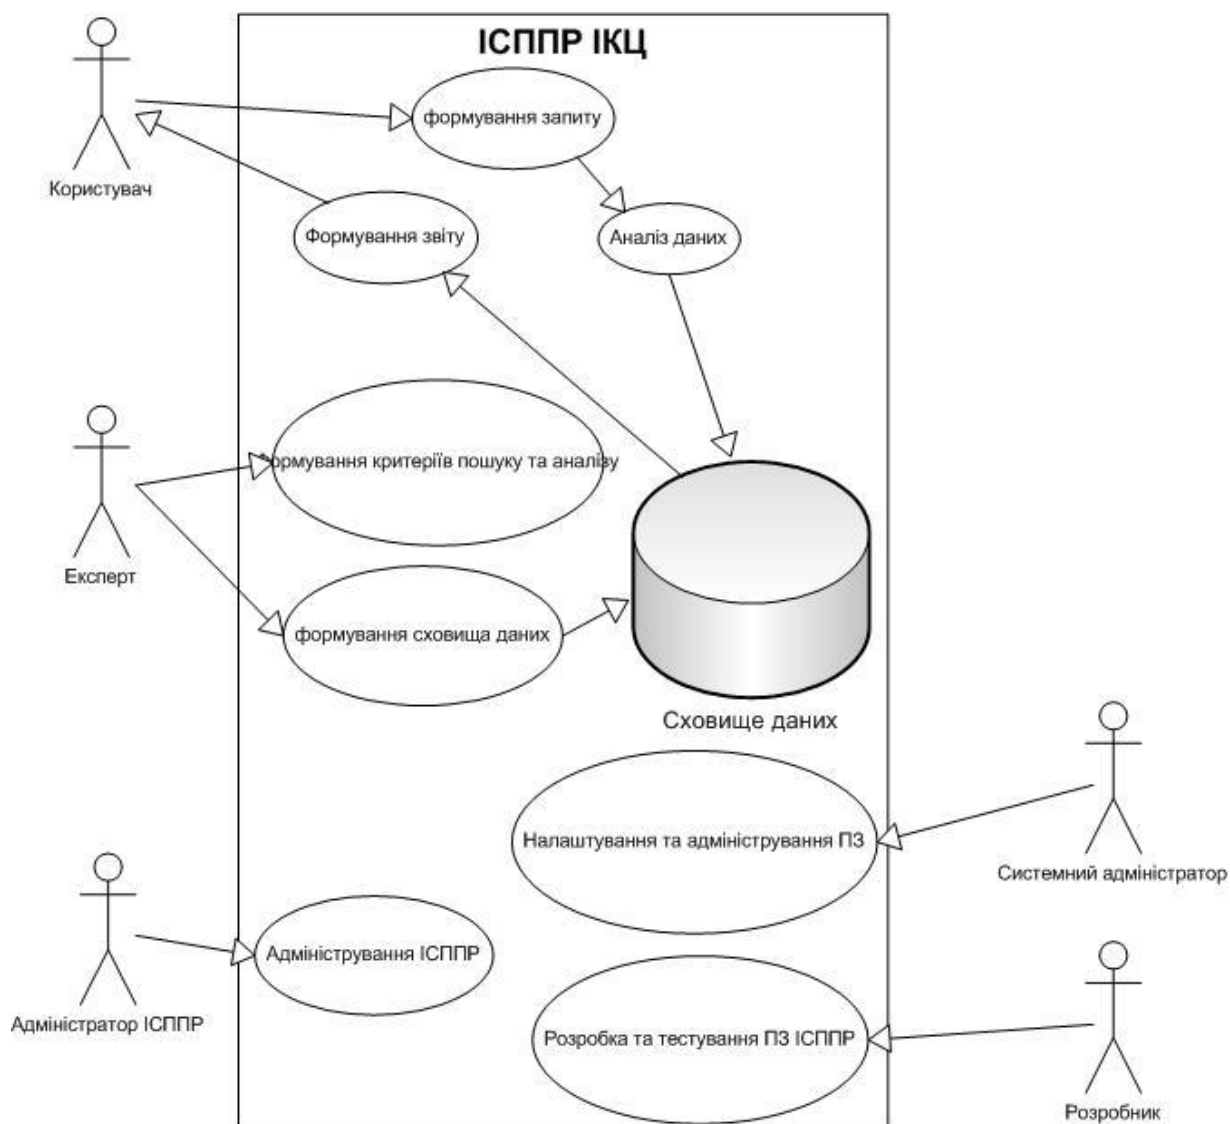 ІСППР ІКЦ
формування запиту
Користувач
Формування звіту
Аналіз даних
формування критеріїв пошуку та аналізу
Експерт
формування сховища даних
Сховище даних
Налаштування та адміністрування ПЗ
Системний адміністратор
Адміністрування ІСППР
Адміністратор ІСППР
Розробка та тестування ПЗ ІСППР
Розробник